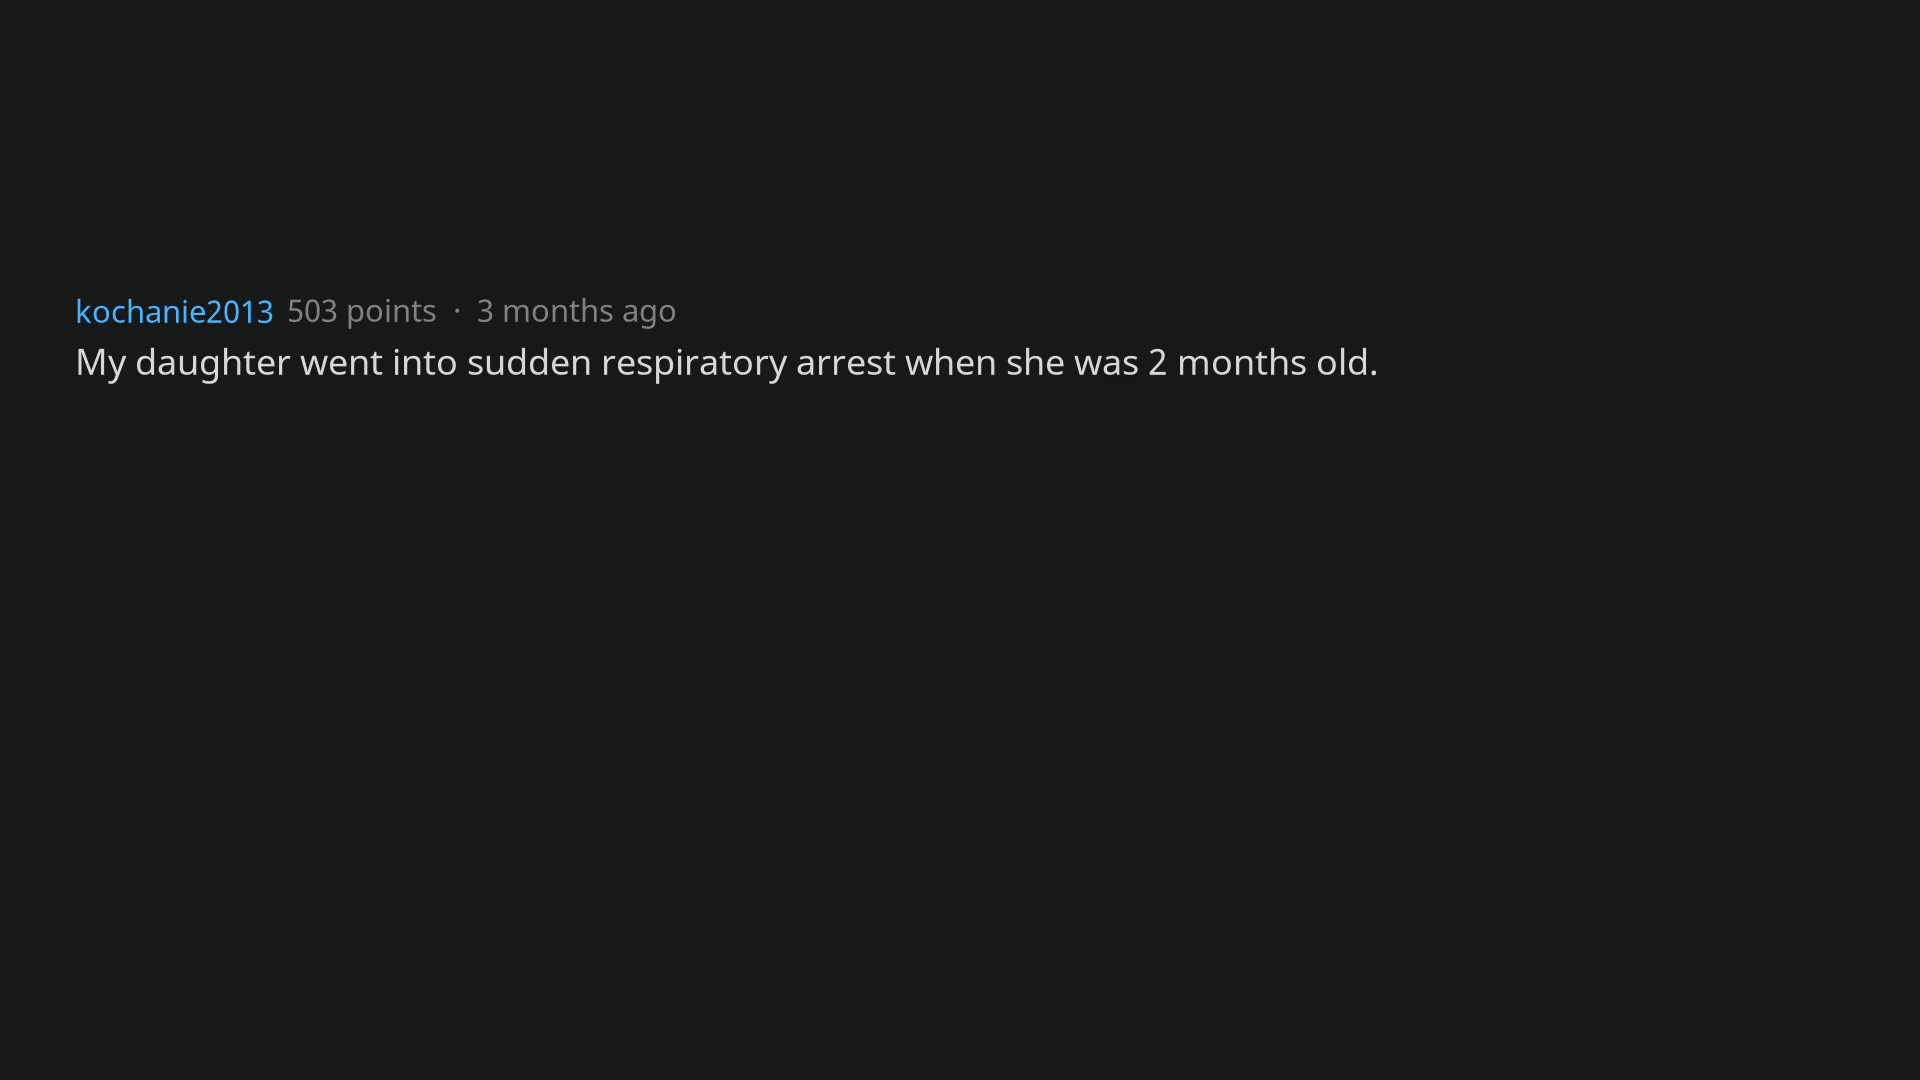 kochanie2013 503 points · 3 months ago
My daughter went into sudden respiratory arrest when she was 2 months old.